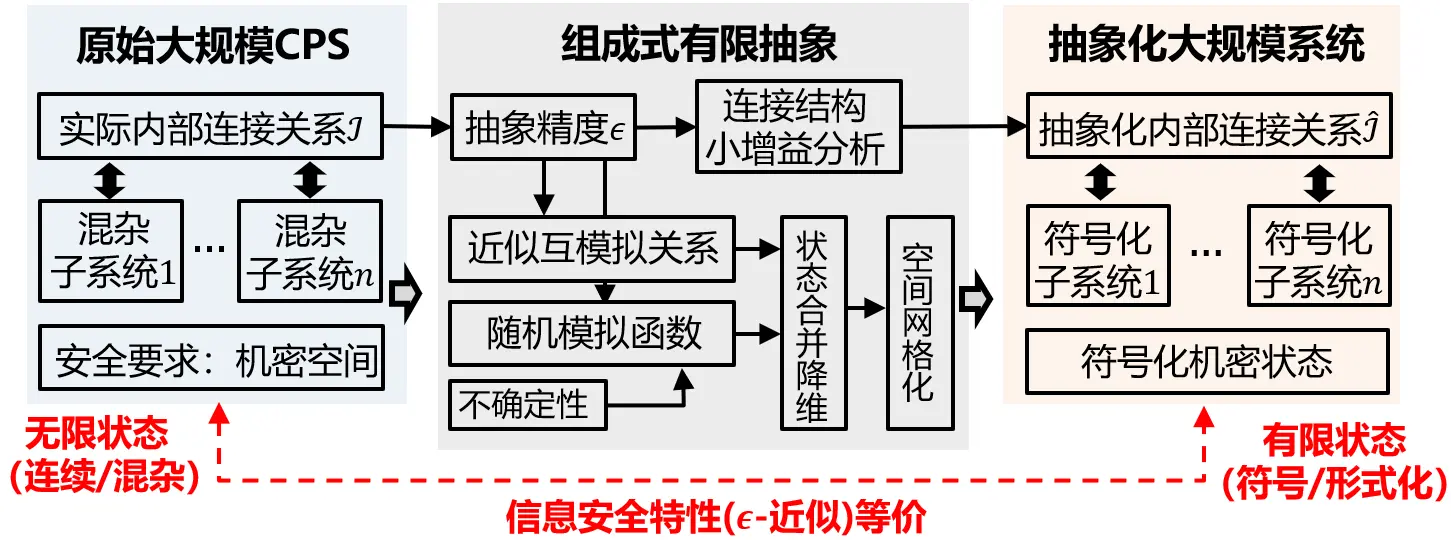 原始大规模CPS
实际内部连接关系𝒥
混杂
子系统1
...
混杂
子系统n
安全要求：机密空间
组成式有限抽象
抽象精度ϵ
连接结构
小增益分析
近似互模拟关系
随机模拟函数
不确定性
状态合并降维
空间网格化
抽象化大规模系统
抽象化内部连接关系𝒥̂
符号化
子系统1
...
符号化
子系统n
符号化机密状态
无限状态
(连续/混杂)
有限状态
(符号/形式化)
信息安全特性(ϵ-近似)等价